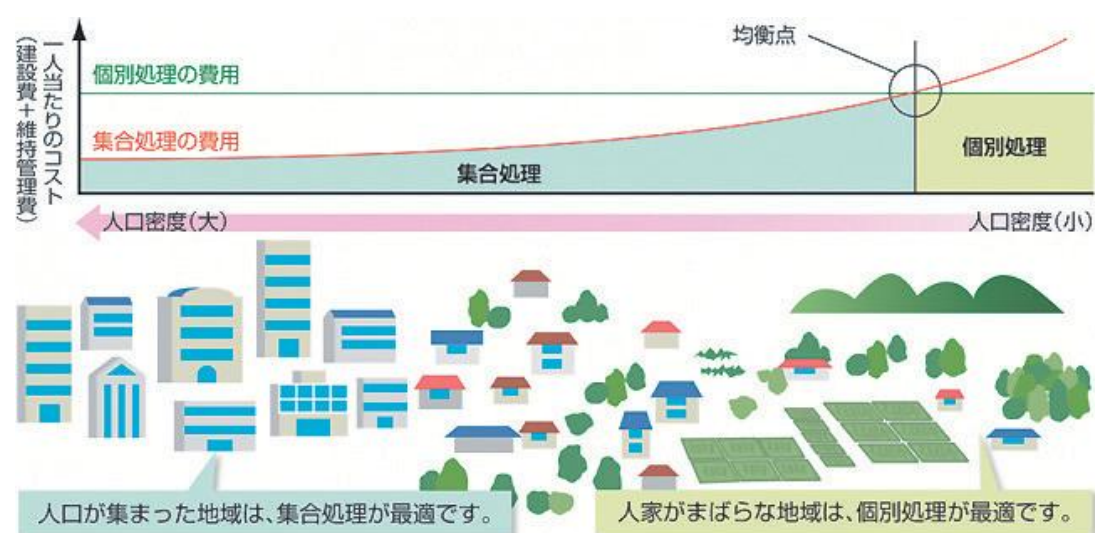 一人当たりのコスト
（建設費＋維持管理費）
均衡点
個別処理の費用
集合処理の費用
集合処理
個別処理
人口密度(大)
人口密度(小)
人口が集まった地域は、集合処理が最適です。
人家がまばらな地域は、個別処理が最適です。